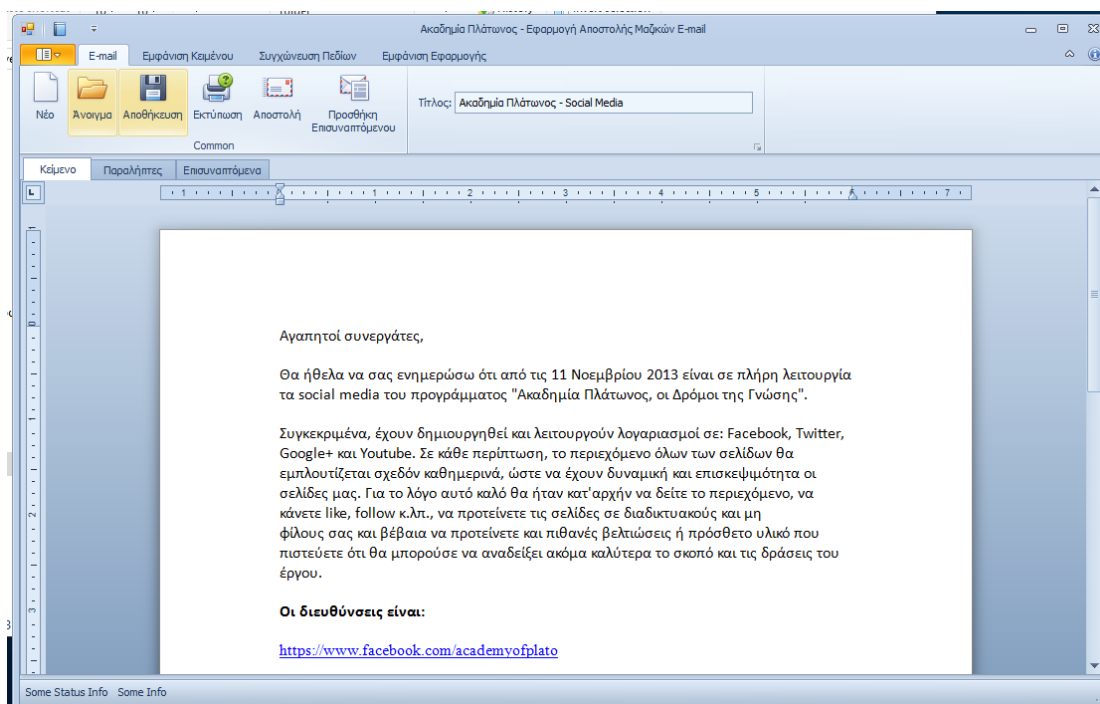 Ακαδημία Πλάτωνος - Εφαρμογή Αποστολής Μαζικών E-mail
E-mail Εμφάνιση Κειμένου Συγχώνευση Πεδίων Εμφάνιση Εφαρμογής
Νέο Άνοιγμα Αποθήκευση Εκτύπωση Αποστολή Προσθήκη Επισυναπτόμενου
Τίτλος: Ακαδημία Πλάτωνος - Social Media
Common
Κείμενο Παραλήπτες Επισυναπτόμενα
1 1 2 3 4 5 7
Αγαπητοί συνεργάτες,
Θα ήθελα να σας ενημερώσω ότι από τις 11 Νοεμβρίου 2013 είναι σε πλήρη λειτουργία
τα social media του προγράμματος "Ακαδημία Πλάτωνος, οι Δρόμοι της Γνώσης".
Συγκεκριμένα, έχουν δημιουργηθεί και λειτουργούν λογαριασμοί σε: Facebook, Twitter,
Google+ και Youtube. Σε κάθε περίπτωση, το περιεχόμενο όλων των σελίδων θα
εμπλουτίζεται σχεδόν καθημερινά, ώστε να έχουν δυναμική και επισκεψιμότητα οι
σελίδες μας. Για το λόγο αυτό καλό θα ήταν κατ'αρχήν να δείτε το περιεχόμενο, να
κάνετε like, follow κ.λπ., να προτείνετε τις σελίδες σε διαδικτυακούς και μη
φίλους σας και βέβαια να προτείνετε και πιθανές βελτιώσεις ή πρόσθετο υλικό που
πιστεύετε ότι θα μπορούσε να αναδείξει ακόμα καλύτερα το σκοπό και τις δράσεις του
έργου.
Οι διευθύνσεις είναι:
https://www.facebook.com/academyofplato
Some Status Info Some Info